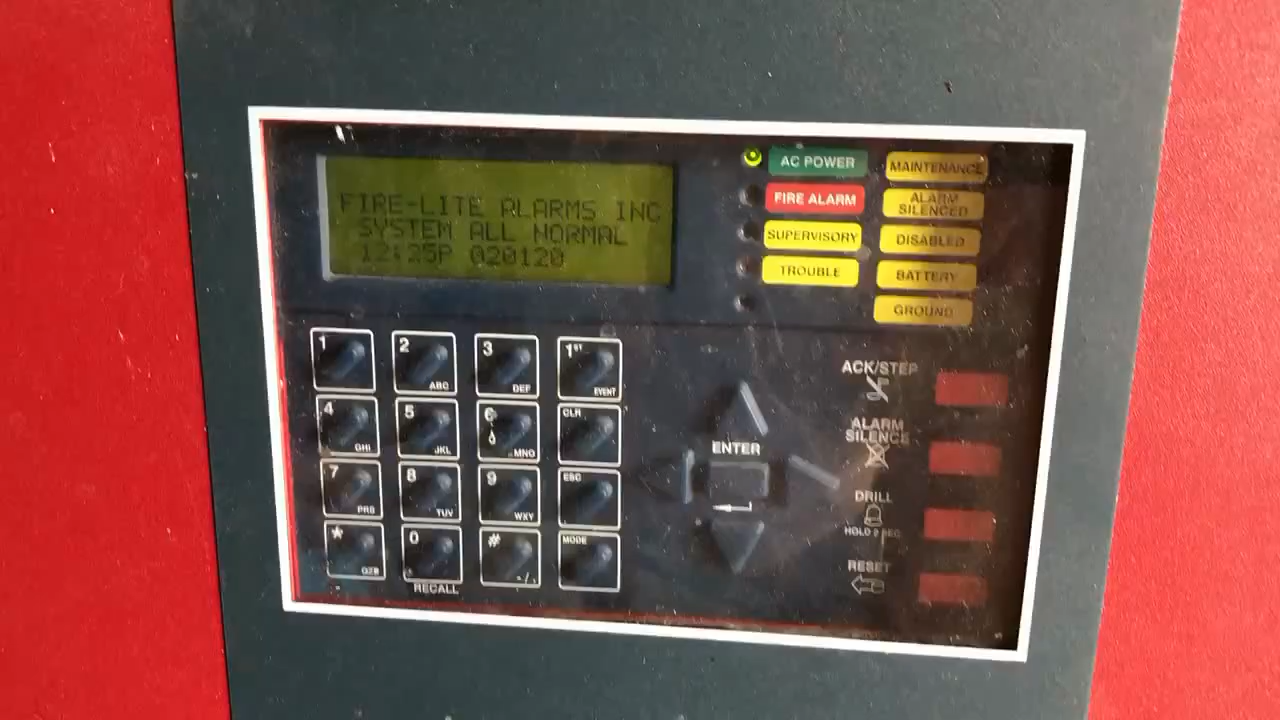 FIRE-LITE ALARMS INC
SYSTEM ALL NORMAL
12:25P 020120
AC POWER
FIRE ALARM
SUPERVISORY
TROUBLE
MAINTENANCE
ALARM
SILENCED
DISABLED
BATTERY
GROUND
1
2 ABC
3 DEF
1ST EVENT
4 GHI
5 JKL
6 MNO
CLR
7 PRS
8 TUV
9 WXY
ESC
* QZ
0
# -/.
MODE
RECALL
ENTER
ACK/STEP
ALARM
SILENCE
DRILL
HOLD 2 SEC
RESET